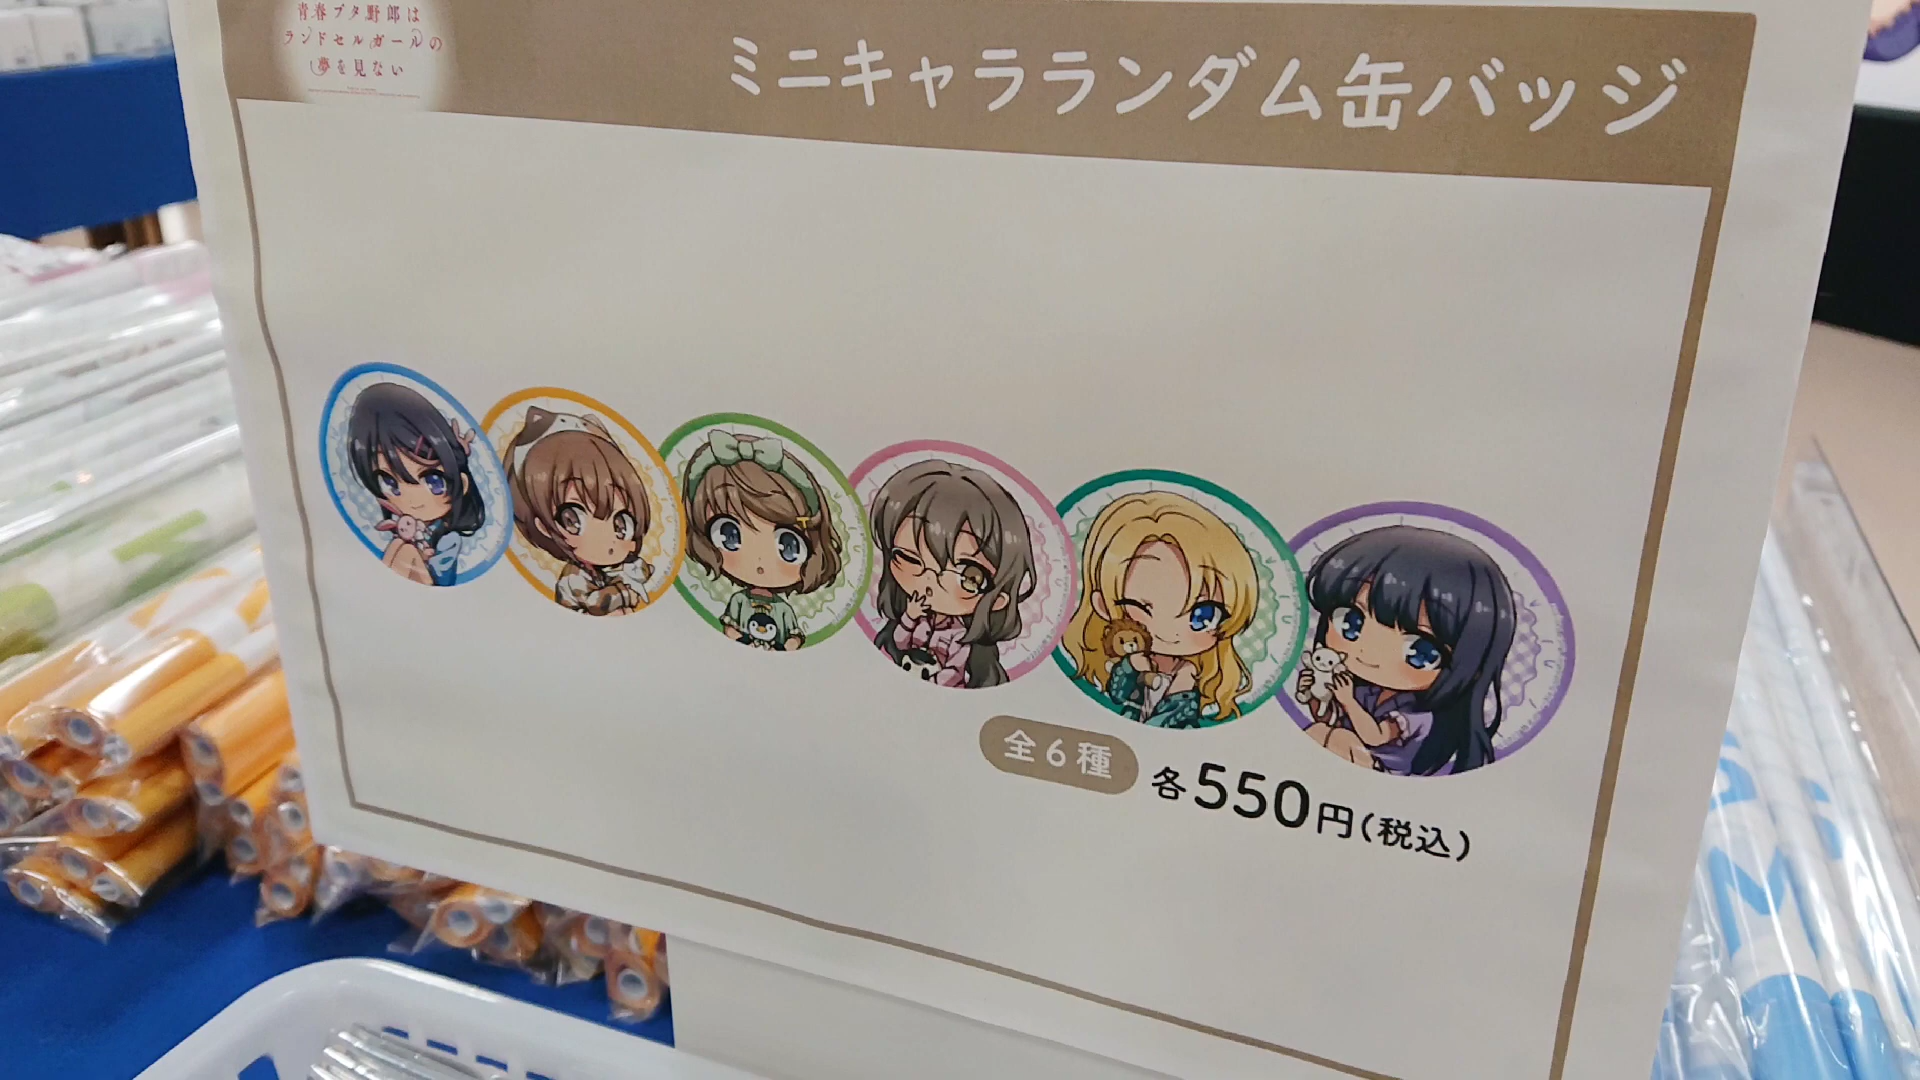 青春ブタ野郎は
ランドセルガールの
夢を見ない
ミニキャラランダム缶バッジ
全6種
各550円(税込)